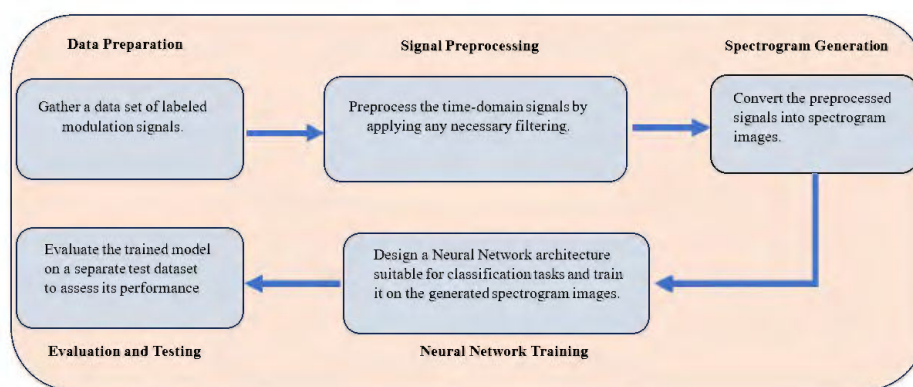 Data Preparation
Signal Preprocessing
Spectrogram Generation
Gather a data set of labeled
modulation signals.
Preprocess the time-domain signals by
applying any necessary filtering.
Convert the preprocessed
signals into spectrogram
images.
Evaluate the trained model
on a separate test dataset
to assess its performance
Design a Neural Network architecture
suitable for classification tasks and train
it on the generated spectrogram images.
Evaluation and Testing
Neural Network Training